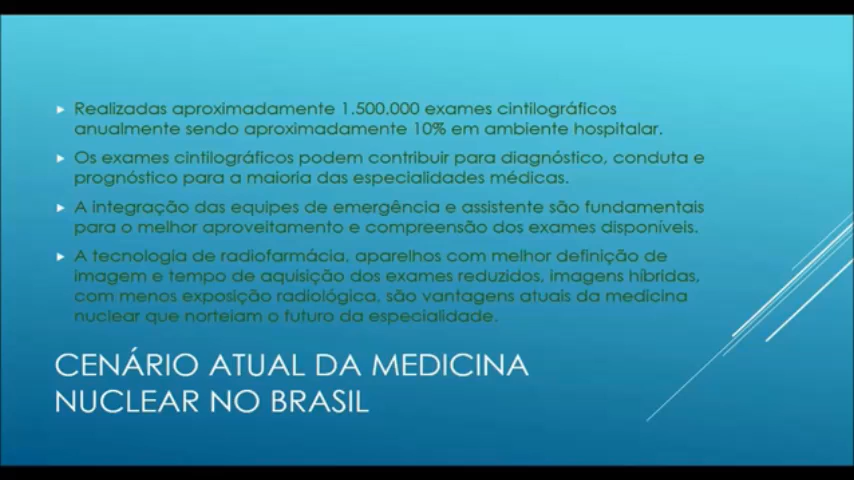 Realizadas aproximadamente 1.500.000 exames cintilográficos
anualmente sendo aproximadamente 10% em ambiente hospitalar.
Os exames cintilográficos podem contribuir para diagnóstico, conduta e
prognóstico para a maioria das especialidades médicas.
A integração das equipes de emergência e assistente são fundamentais
para o melhor aproveitamento e compreensão dos exames disponíveis.
A tecnologia de radiofarmácia, aparelhos com melhor definição de
imagem e tempo de aquisição dos exames reduzidos, imagens híbridas,
com menos exposição radiológica, são vantagens atuais da medicina
nuclear que norteiam o futuro da especialidade.
CENÁRIO ATUAL DA MEDICINA
NUCLEAR NO BRASIL